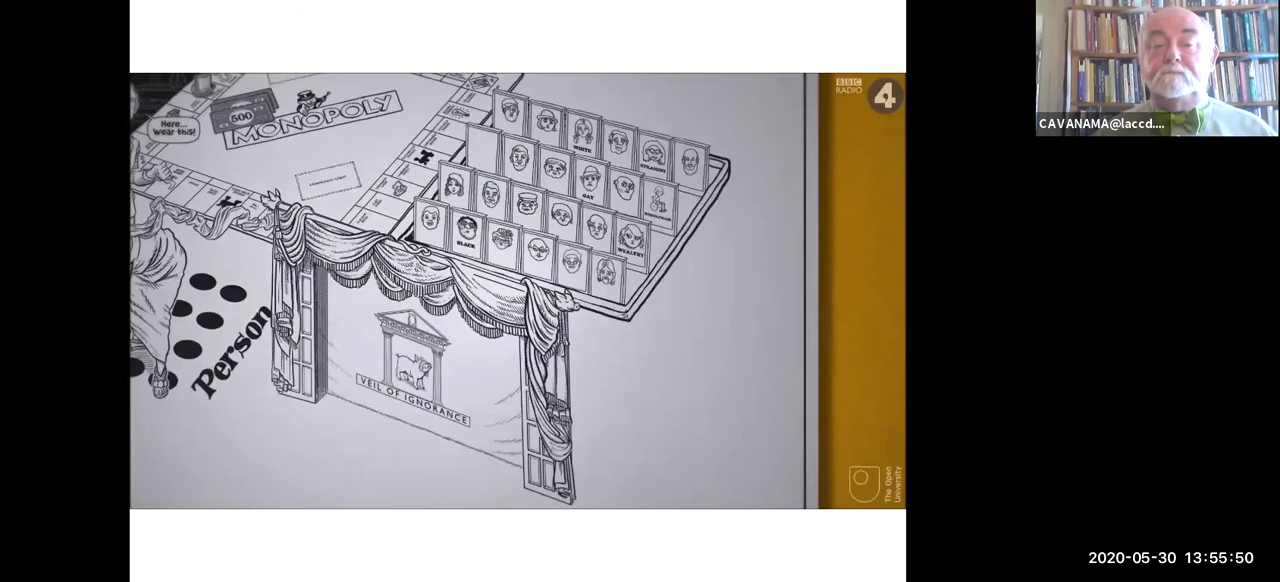 BBC
RADIO
4
Here...
Wear this!
500
MONOPOLY
WHITE
STRAIGHT
GAY
BLACK
WEALTHY
Person
VEIL OF IGNORANCE
The Open
University
CAVANAMA@laccd....
2020-05-30 13:55:50